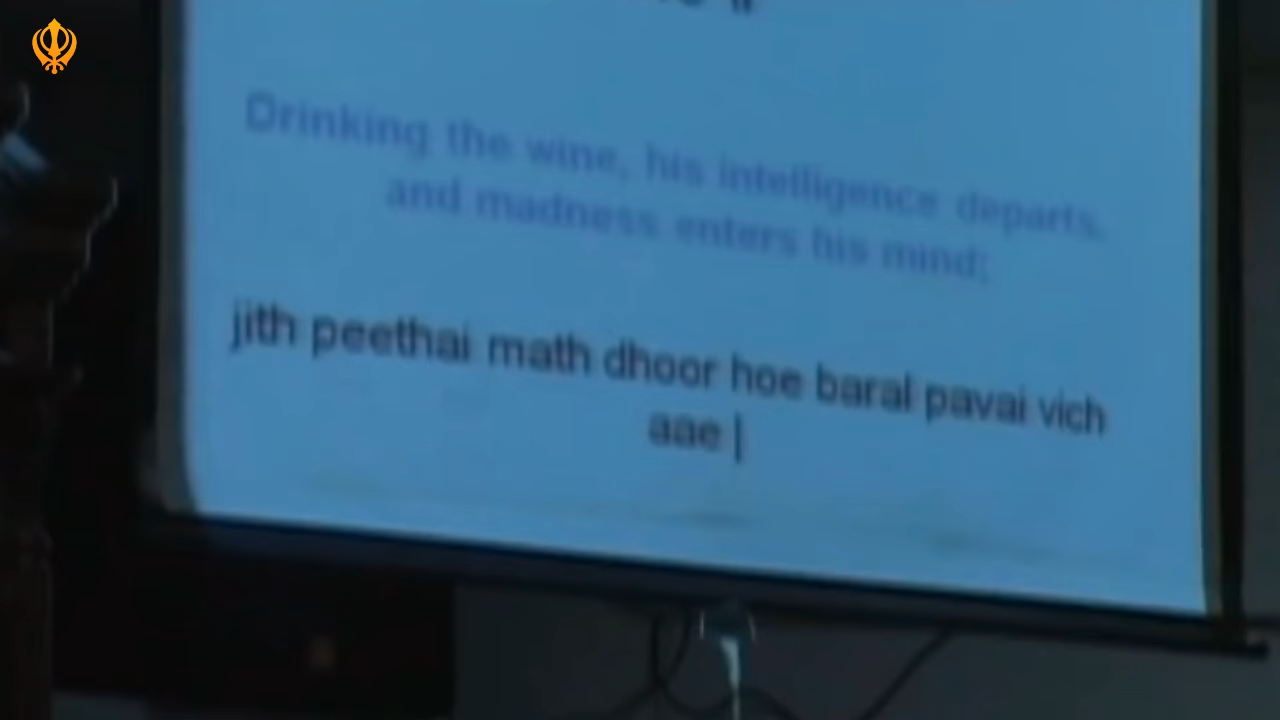 Drinking the wine, his intelligence departs,
and madness enters his mind;
jith peethai math dhoor hoe baral pavai vich
aae |